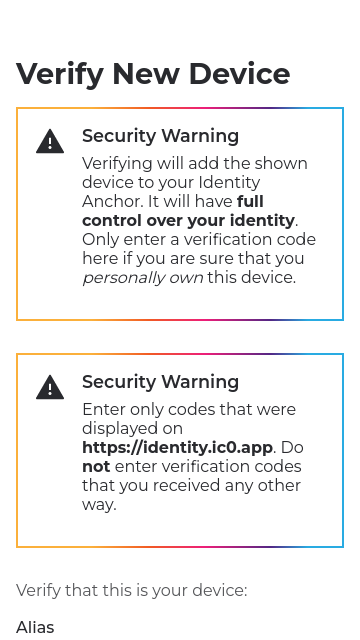 Verify New Device
Security Warning
Verifying will add the shown
device to your Identity
Anchor. It will have full
control over your identity.
Only enter a verification code
here if you are sure that you
personally own this device.
Security Warning
Enter only codes that were
displayed on
https://identity.ic0.app. Do
not enter verification codes
that you received any other
way.
Verify that this is your device:
Alias